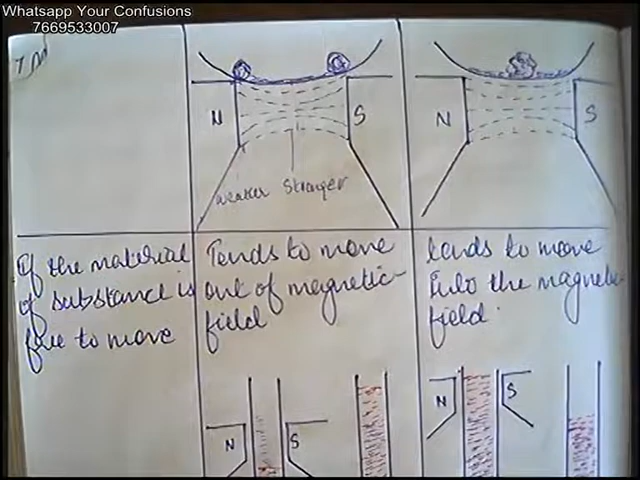 Whatsapp Your Confusions
7669533007
N
S
N
S
weaker Stronger
If the material
of substance is
free to move
Tends to move
out of magnetic
field
tends to move
into the magnetic
field.
N
S
N
S